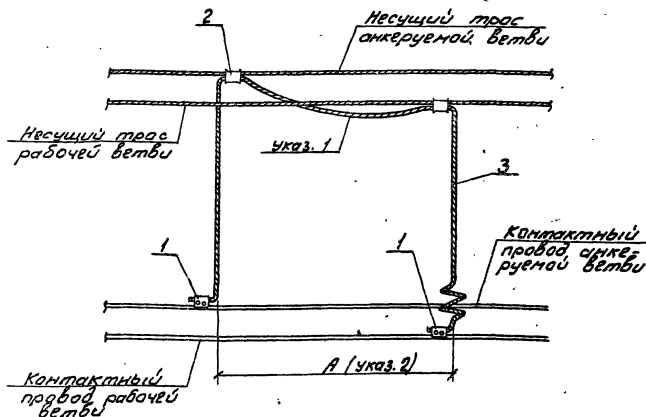 2
Несущий трос
анкеруемой ветви
Несущий трос
рабочей ветви
указ. 1
3
1
1
Контактный
провод анке-
руемой ветви
А (указ. 2)
Контактный
провод рабочей
ветви